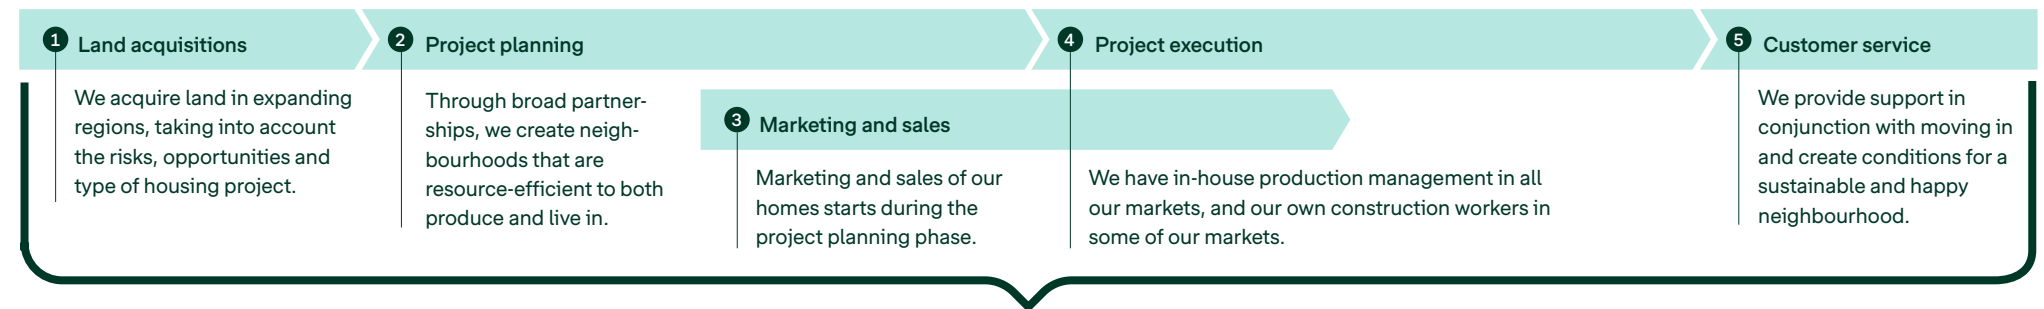 1 Land acquisitions
We acquire land in expanding
regions, taking into account
the risks, opportunities and
type of housing project.
2 Project planning
Through broad partner-
ships, we create neigh-
bourhoods that are
resource-efficient to both
produce and live in.
3 Marketing and sales
Marketing and sales of our
homes starts during the
project planning phase.
4 Project execution
We have in-house production management in all
our markets, and our own construction workers in
some of our markets.
5 Customer service
We provide support in
conjunction with moving in
and create conditions for a
sustainable and happy
neighbourhood.